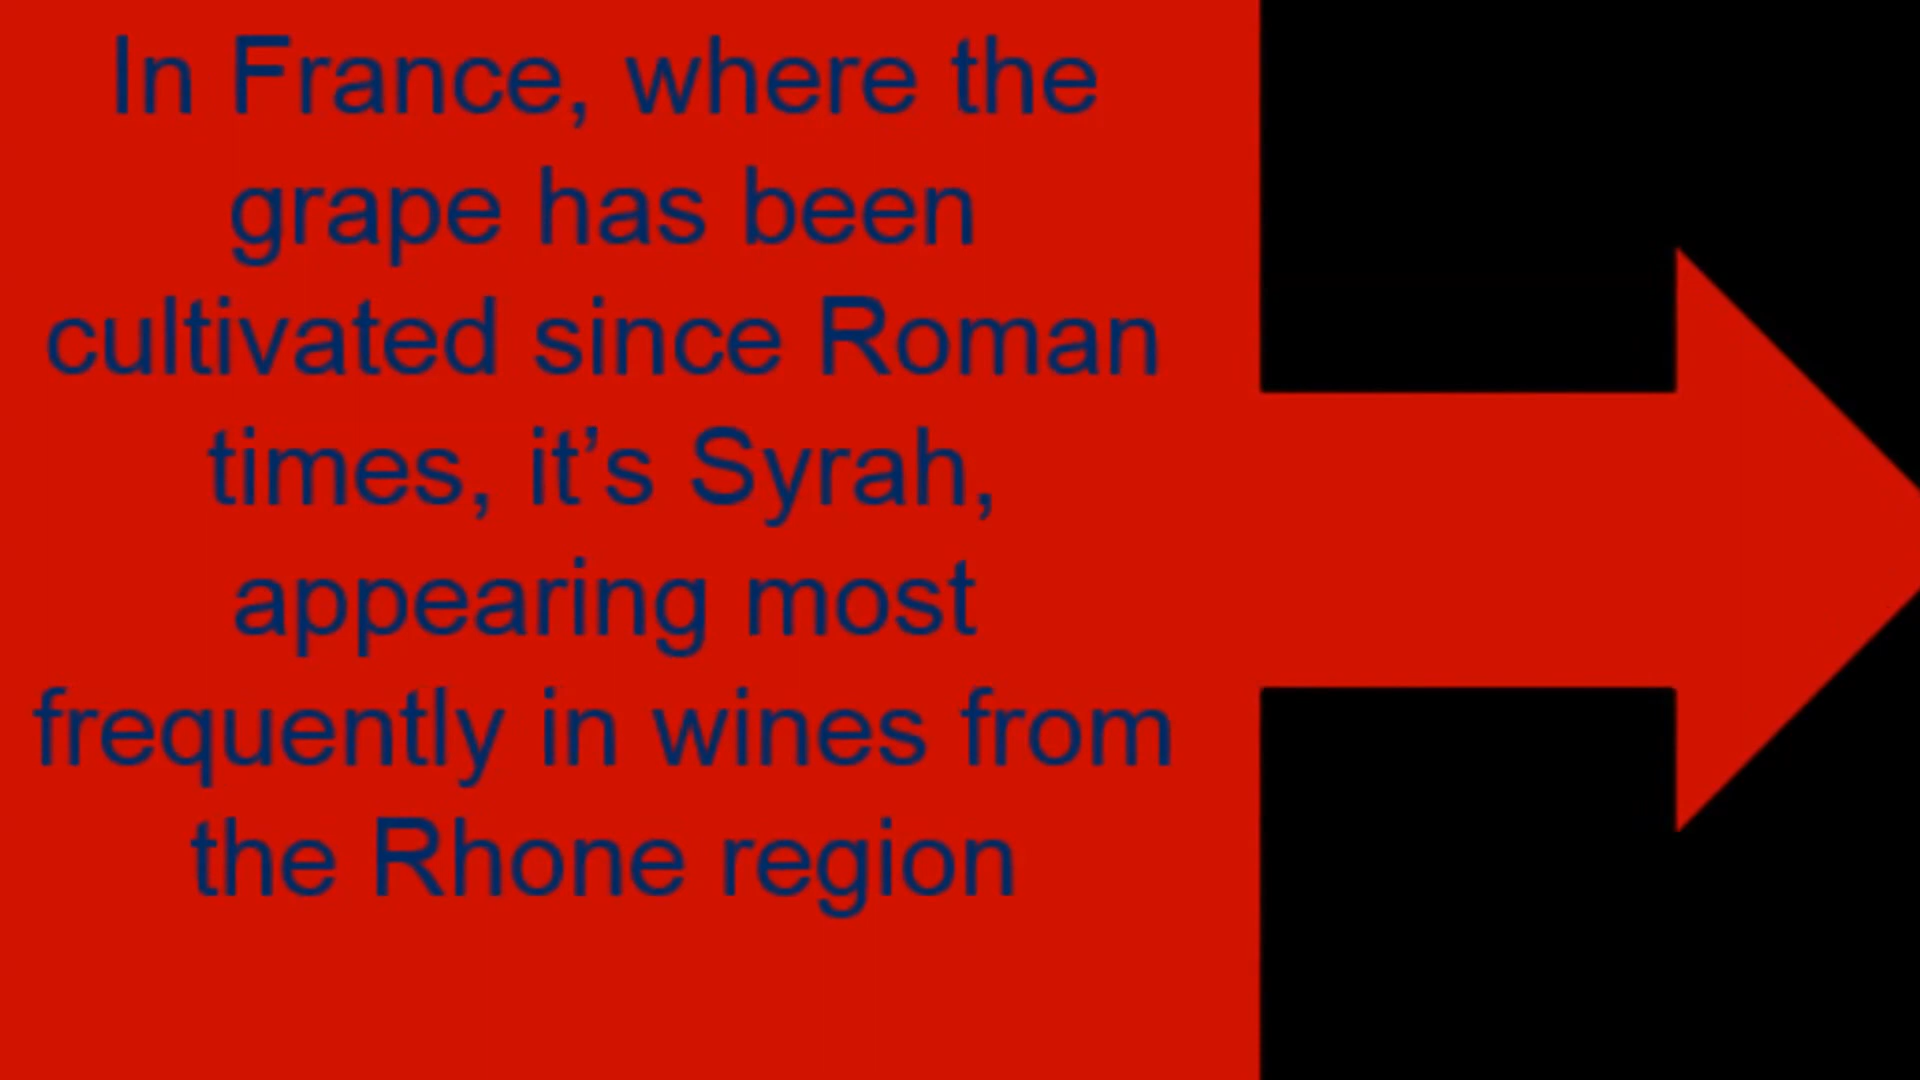 In France, where the
grape has been
cultivated since Roman
times, it’s Syrah,
appearing most
frequently in wines from
the Rhone region